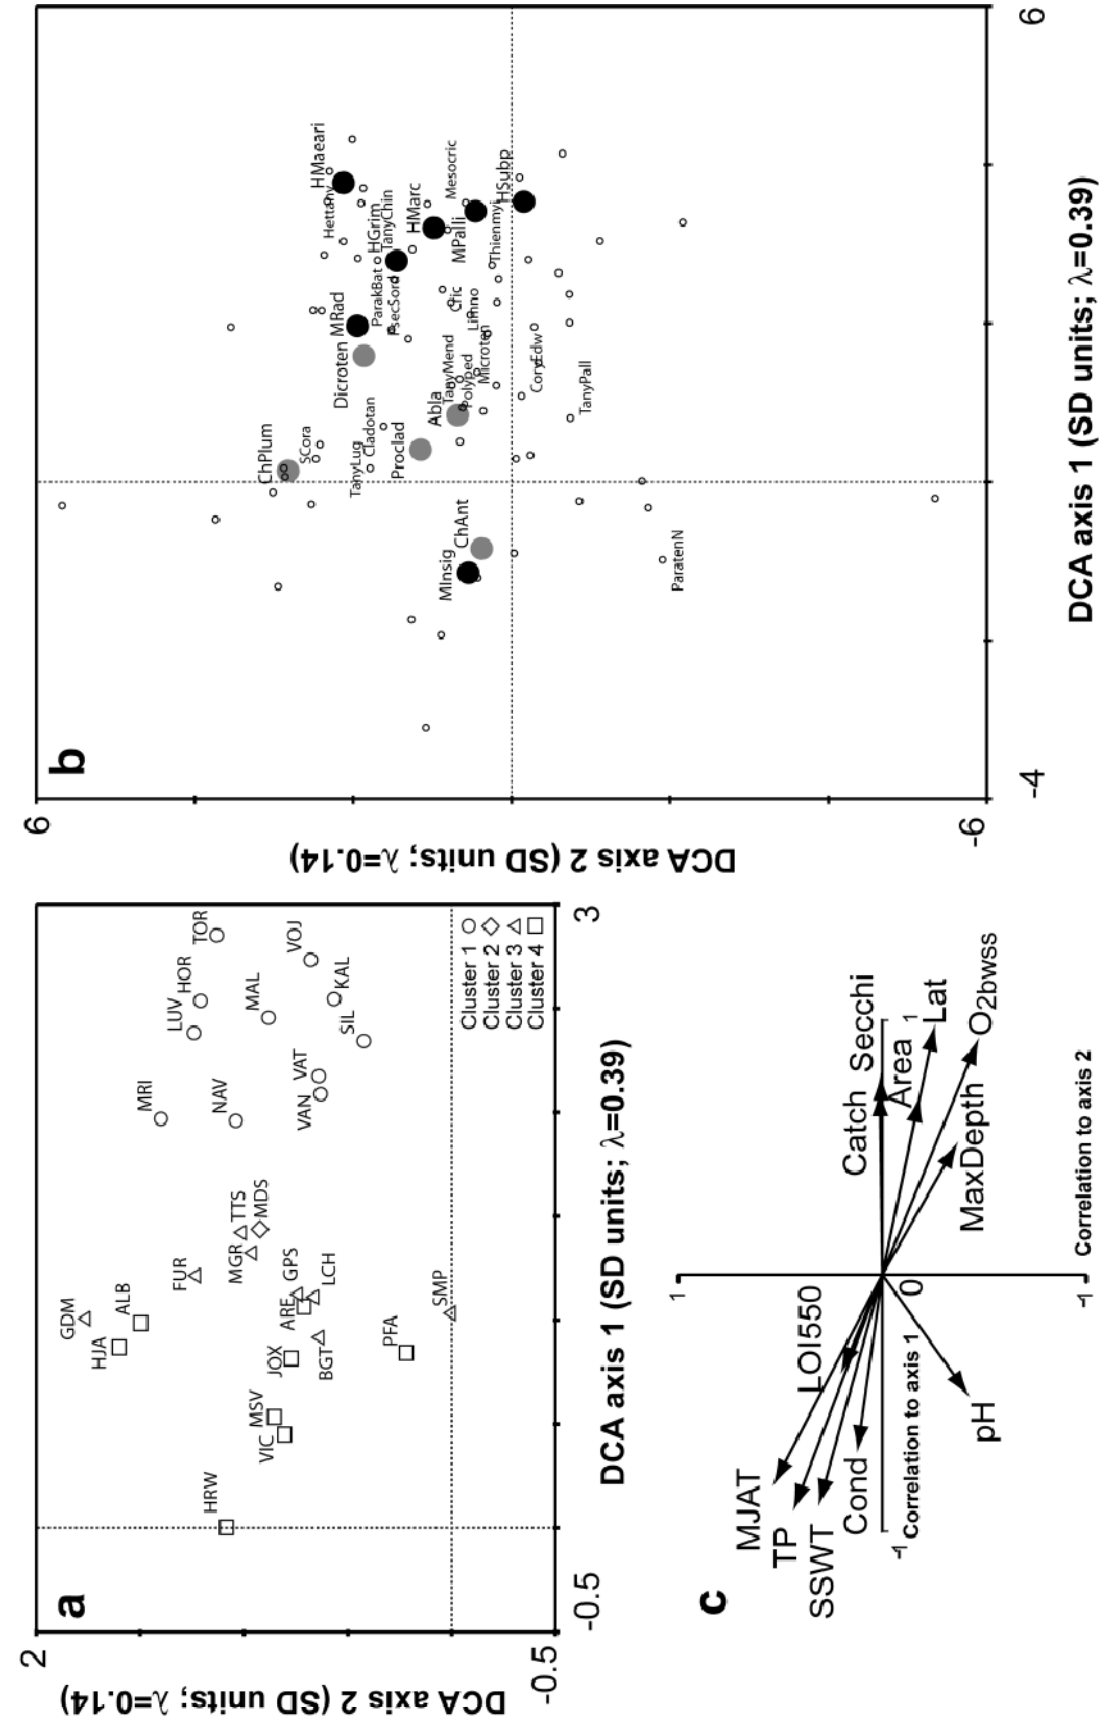 a
2
-0.5
-0.5
3
DCA axis 2 (SD units; λ=0.14)
DCA axis 1 (SD units; λ=0.39)
HRW
VIC
MSV
HJA
ALB
GDM
JOX
BGT
ARE
PFA
SMP
FUR
MGR
TTS
MDS
GPS
LCH
MRI
NAV
VAN
VAT
LUV
HOR
TOR
MAL
SIL
KAL
VOJ
Cluster 1
Cluster 2
Cluster 3
Cluster 4
b
6
-6
-4
6
DCA axis 2 (SD units; λ=0.14)
DCA axis 1 (SD units; λ=0.39)
MInsig
ChAnt
ParatenN
ChPlum
SCora
TanyLug
Cladotan
Proclad
Abla
TanyMend
Polyped
Microten
CoryEdw
TanyPall
Dicroten
MRad
ParakBat
PsecSord
Cric
Limno
Hettany
HMaeari
HGrim
TanyChin
HMarc
MPalli
Mesocric
Thienmyi
HSubp
c
1
-1
-1
0
1
Correlation to axis 1
Correlation to axis 2
MJAT
TP
SSWT
Cond
LOI550
pH
Catch
Secchi
Area
Lat
O2bwss
MaxDepth